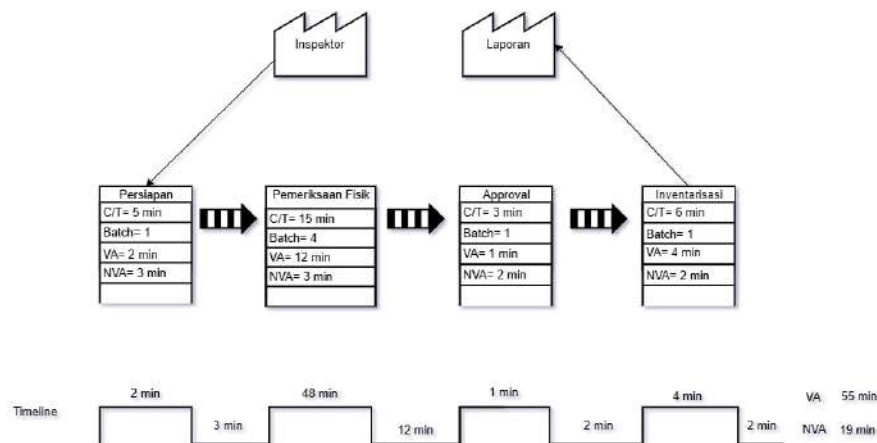 Inspektor
Laporan
Persiapan
C/T= 5 min
Batch= 1
VA= 2 min
NVA= 3 min
Pemeriksaan Fisik
C/T= 15 min
Batch= 4
VA= 12 min
NVA= 3 min
Approval
C/T= 3 min
Batch= 1
VA= 1 min
NVA= 2 min
Inventarisasi
C/T= 6 min
Batch= 1
VA= 4 min
NVA= 2 min
Timeline
2 min
3 min
48 min
12 min
1 min
2 min
4 min
2 min
VA 55 min
NVA 19 min